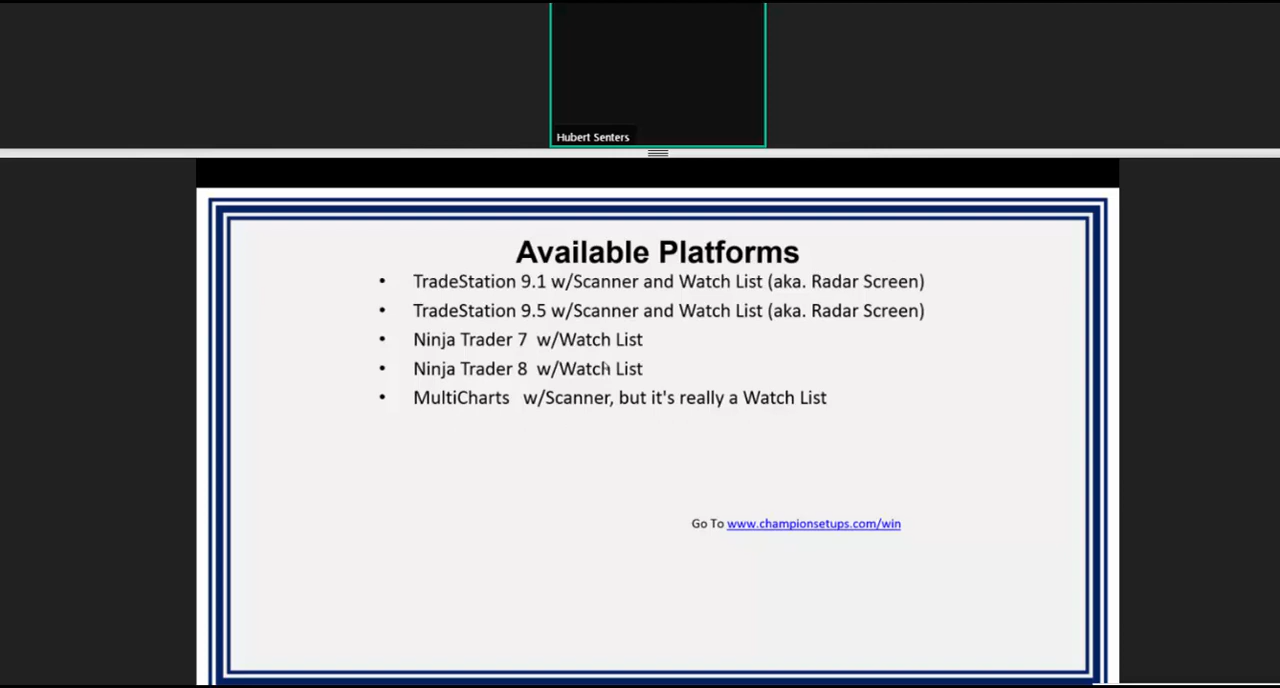 Hubert Senters
Available Platforms
• TradeStation 9.1 w/Scanner and Watch List (aka. Radar Screen)
• TradeStation 9.5 w/Scanner and Watch List (aka. Radar Screen)
• Ninja Trader 7 w/Watch List
• Ninja Trader 8 w/Watch List
• MultiCharts w/Scanner, but it's really a Watch List
Go To www.championsetups.com/win